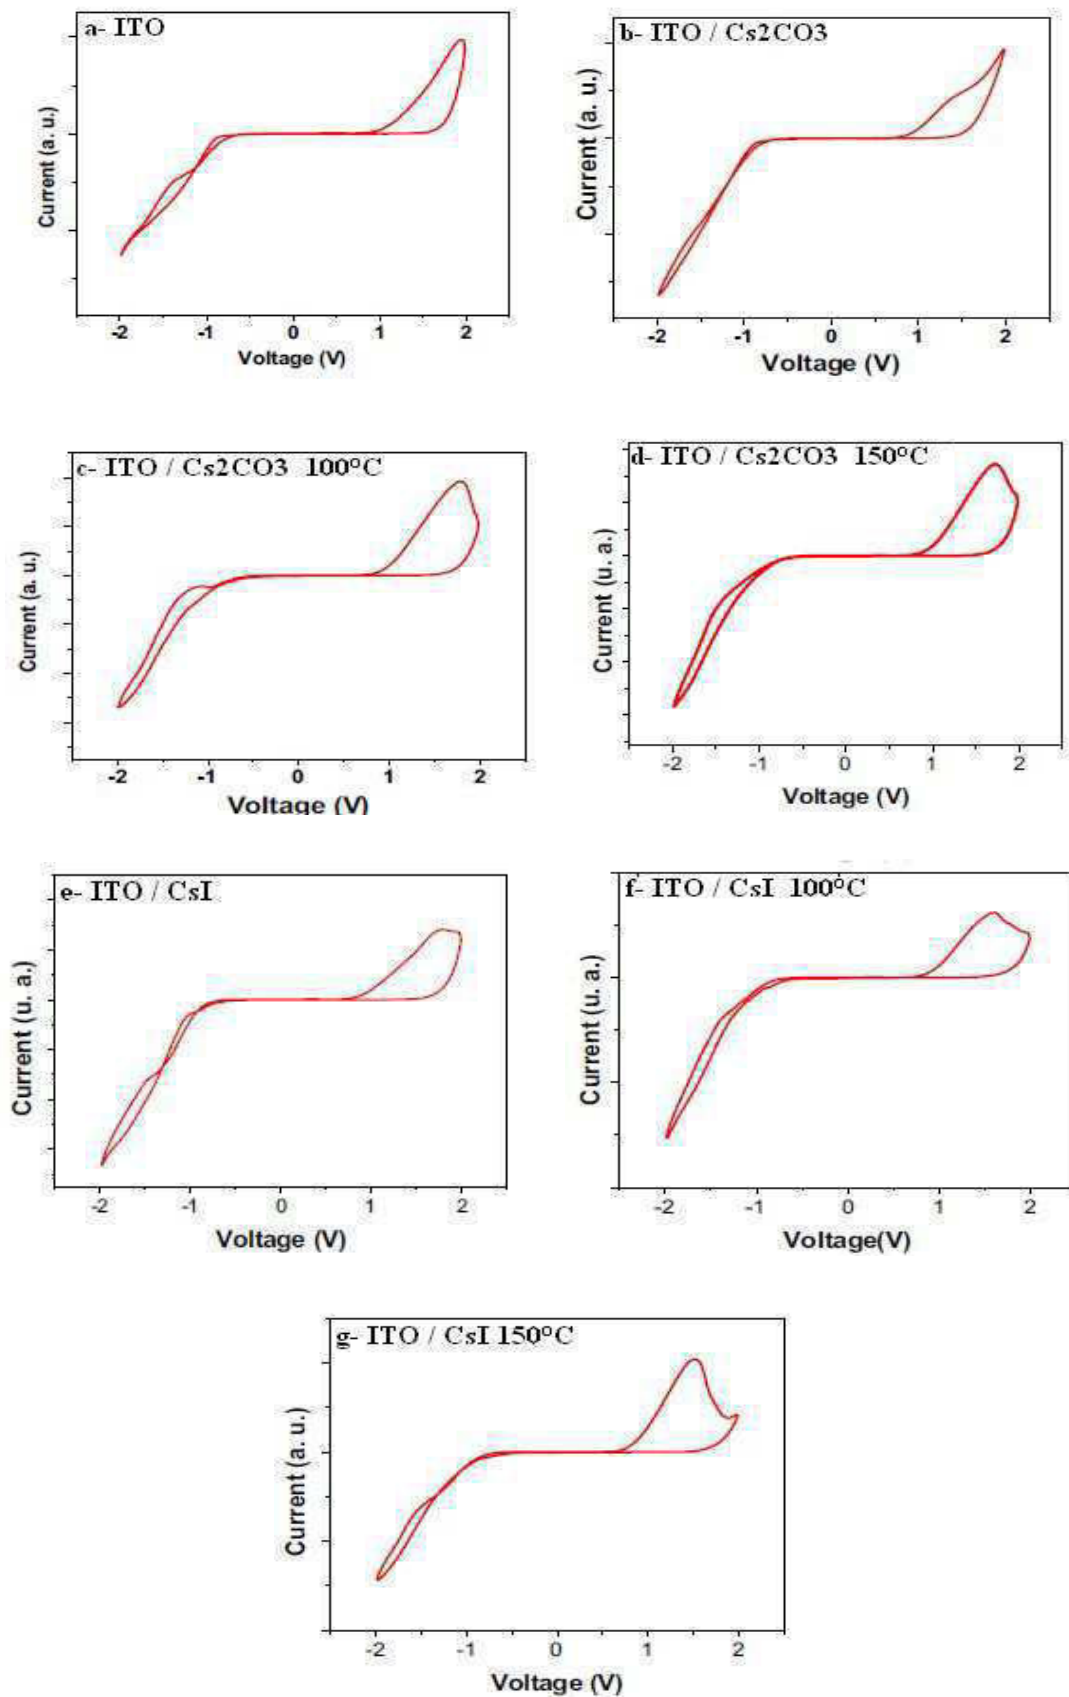 a- ITO
Current (a. u.)
-2 -1 0 1 2
Voltage (V)
b- ITO / Cs2CO3
Current (a. u.)
-2 -1 0 1 2
Voltage (V)
c- ITO / Cs2CO3 100°C
Current (a. u.)
-2 -1 0 1 2
Voltage (V)
d- ITO / Cs2CO3 150°C
Current (u. a.)
-2 -1 0 1 2
Voltage (V)
e- ITO / CsI
Current (u. a.)
-2 -1 0 1 2
Voltage (V)
f- ITO / CsI 100°C
Current (u. a.)
-2 -1 0 1 2
Voltage(V)
g- ITO / CsI 150°C
Current (a. u.)
-2 -1 0 1 2
Voltage (V)